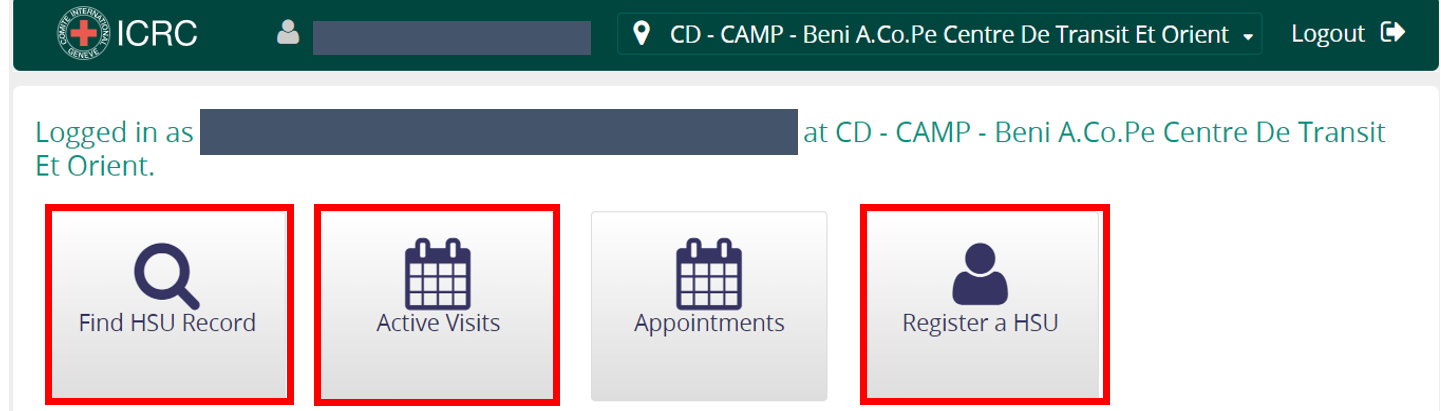 COMITE INTERNATIONAL GENEVE
ICRC
CD - CAMP - Beni A.Co.Pe Centre De Transit Et Orient
Logout
Logged in as at CD - CAMP - Beni A.Co.Pe Centre De Transit
Et Orient.
Find HSU Record
Active Visits
Appointments
Register a HSU